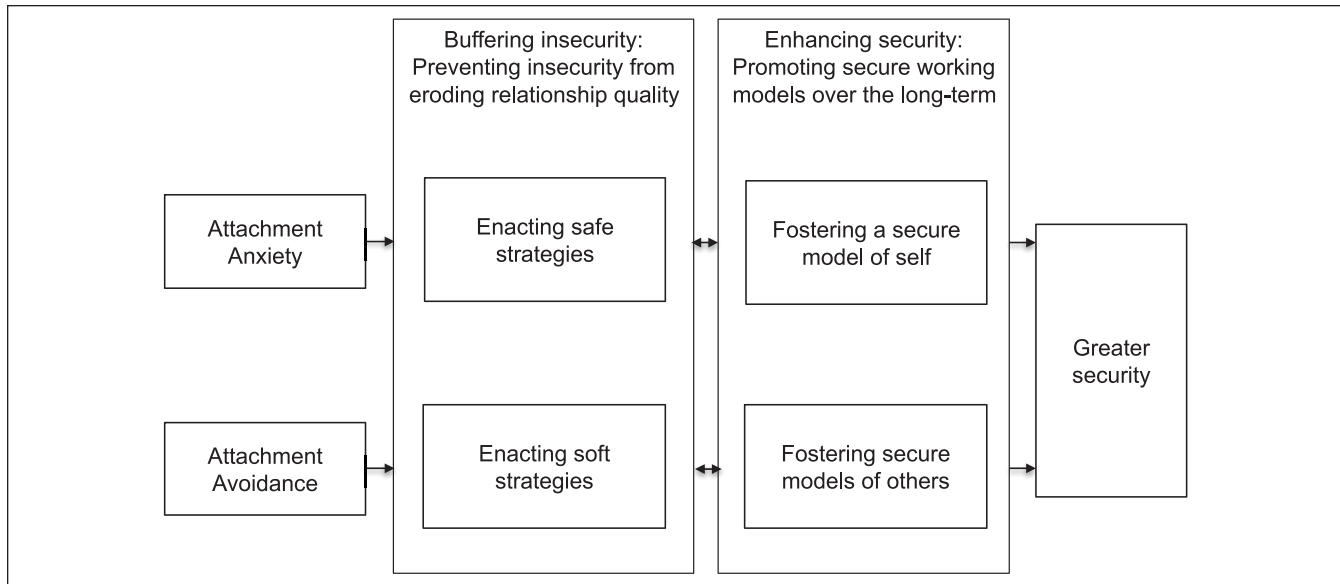 Buffering insecurity:
Preventing insecurity from
eroding relationship quality
Enhancing security:
Promoting secure working
models over the long-term
Attachment
Anxiety
Enacting safe
strategies
Fostering a secure
model of self
Greater
security
Attachment
Avoidance
Enacting soft
strategies
Fostering secure
models of others